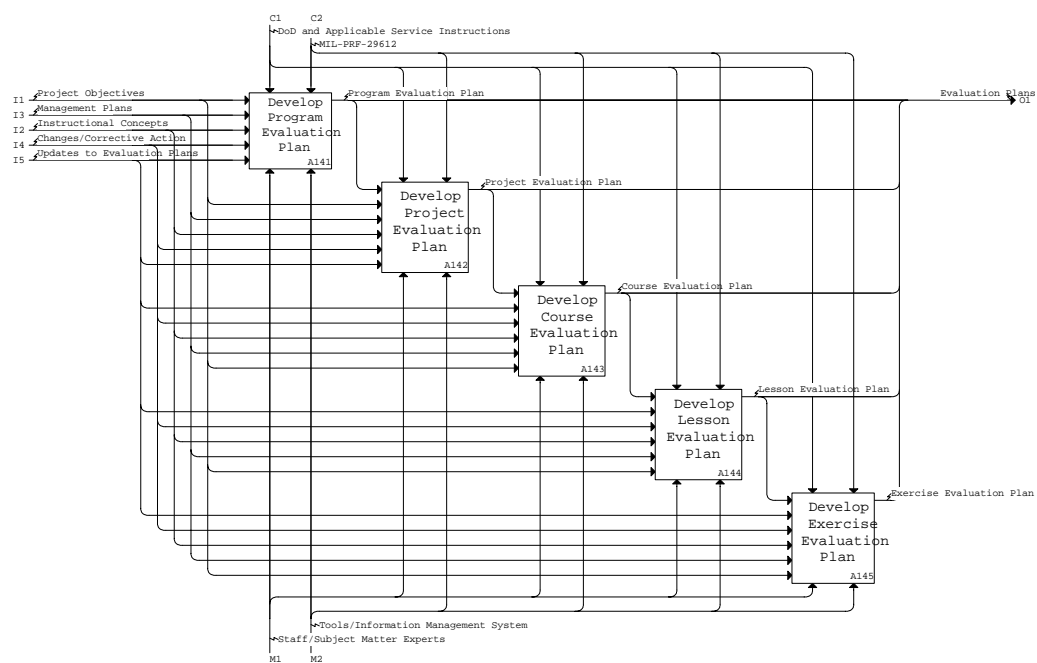 C1 C2
DoD and Applicable Service Instructions
MIL-PRF-29612
I1 Project Objectives
Program Evaluation Plan
Evaluation Plans
O1
I3 Management Plans
I2 Instructional Concepts
I4 Changes/Corrective Action
I5 Updates to Evaluation Plans
Develop
Program
Evaluation
Plan
A141
Project Evaluation Plan
Develop
Project
Evaluation
Plan
A142
Course Evaluation Plan
Develop
Course
Evaluation
Plan
A143
Lesson Evaluation Plan
Develop
Lesson
Evaluation
Plan
A144
Exercise Evaluation Plan
Develop
Exercise
Evaluation
Plan
A145
Tools/Information Management System
Staff/Subject Matter Experts
M1 M2